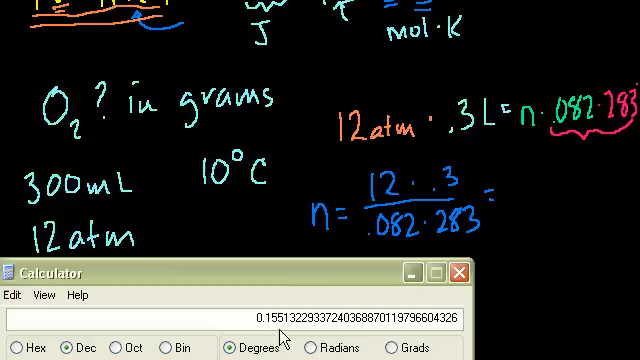 J
mol · K
O₂ ? in grams
12 atm · .3 L = n · .082 · 283
300 mL
10° C
12 atm
n = 12 · .3 / .082 · 283 =
Calculator
Edit View Help
0.15513229337240368870119796604326
Hex Dec Oct Bin Degrees Radians Grads